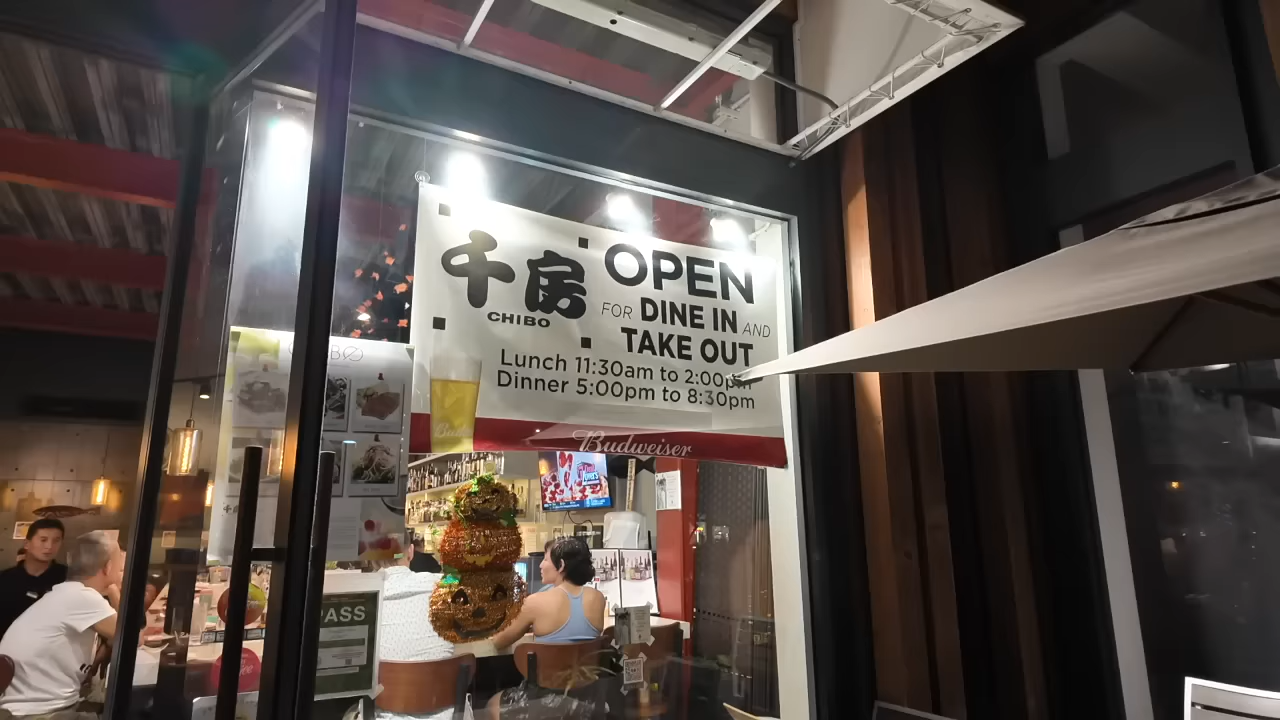 千房
CHIBO
OPEN
FOR DINE IN AND
TAKE OUT
Lunch 11:30am to 2:00pm
Dinner 5:00pm to 8:30pm
Budweiser
PASS